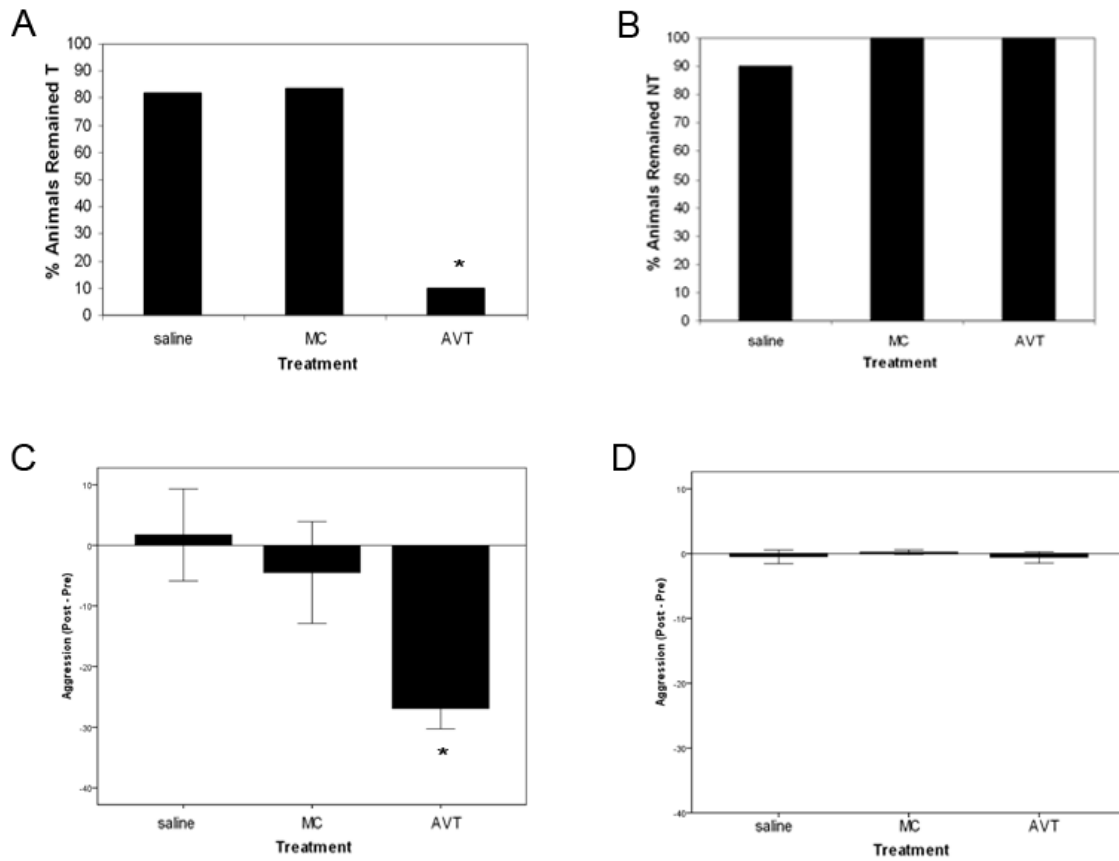 A
% Animals Remained T
100
90
80
70
60
50
40
30
20
10
0
*
saline MC AVT
Treatment
B
% Animals Remained NT
100
90
80
70
60
50
40
30
20
10
0
saline MC AVT
Treatment
C
Aggression (Post - Pre)
10
0
-10
-20
-30
-40
*
saline MC AVT
Treatment
D
Aggression (Post - Pre)
10
0
-10
-20
-30
-40
saline MC AVT
Treatment